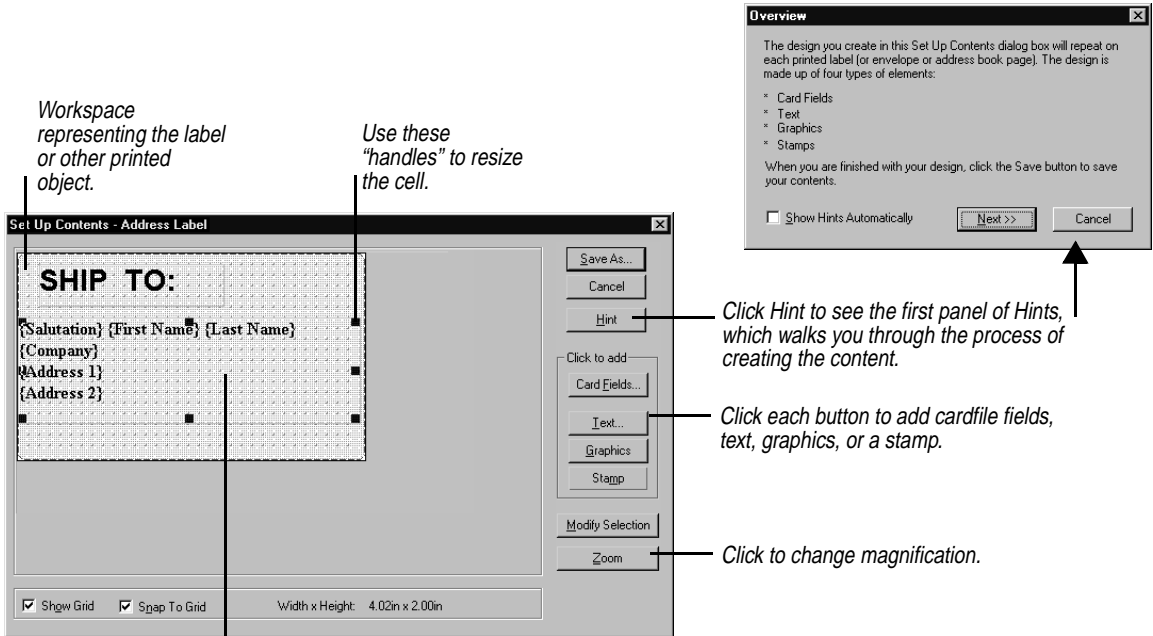 Overview
The design you create in this Set Up Contents dialog box will repeat on
each printed label (or envelope or address book page). The design is
made up of four types of elements:
* Card Fields
* Text
* Graphics
* Stamps
When you are finished with your design, click the Save button to save
your contents.
Show Hints Automatically
Next >>
Cancel
Workspace
representing the label
or other printed
object.
Use these
“handles” to resize
the cell.
Set Up Contents - Address Label
SHIP TO:
{Salutation} {First Name} {Last Name}
{Company}
{Address 1}
{Address 2}
Save As...
Cancel
Hint
Click to add
Card Fields...
Text...
Graphics
Stamp
Modify Selection
Zoom
Show Grid
Snap To Grid
Width x Height: 4.02in x 2.00in
Click Hint to see the first panel of Hints,
which walks you through the process of
creating the content.
Click each button to add cardfile fields,
text, graphics, or a stamp.
Click to change magnification.